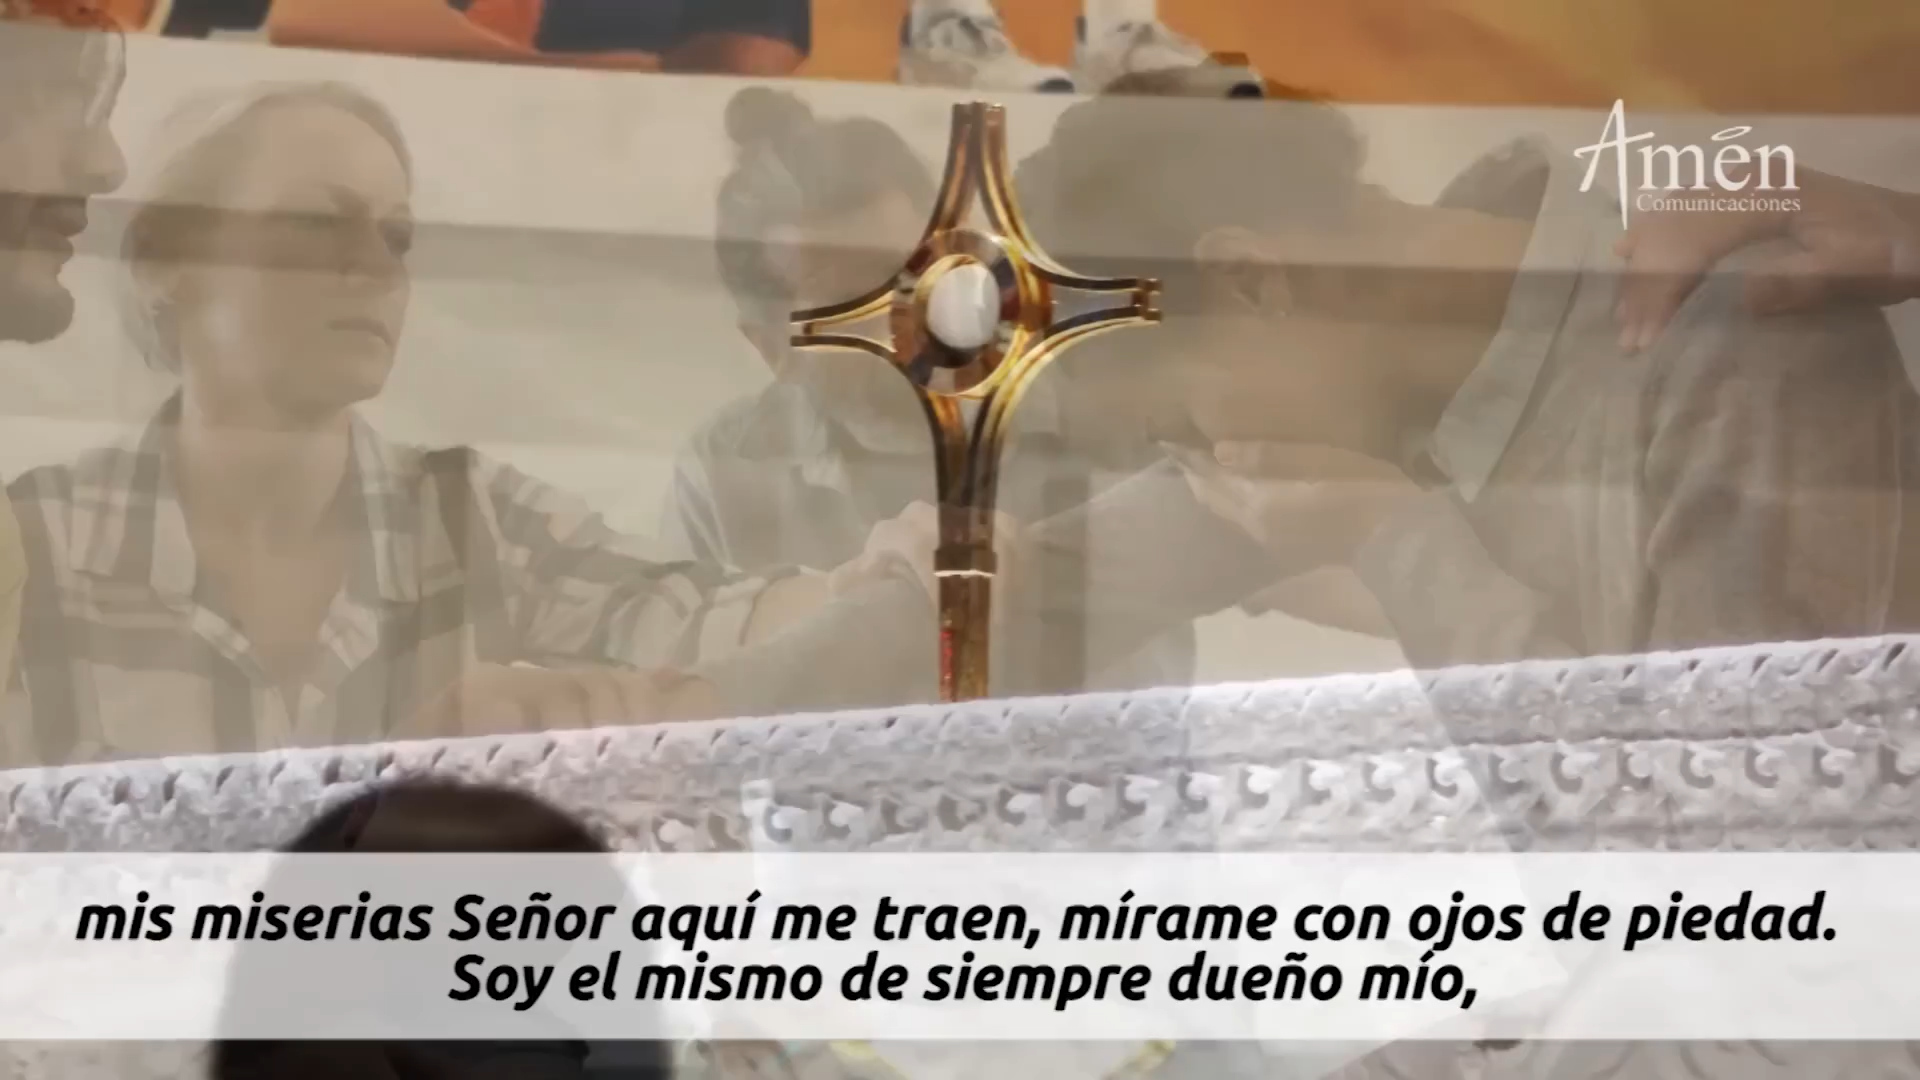 Amén
Comunicaciones
mis miserias Señor aquí me traen, mírame con ojos de piedad.
Soy el mismo de siempre dueño mío,